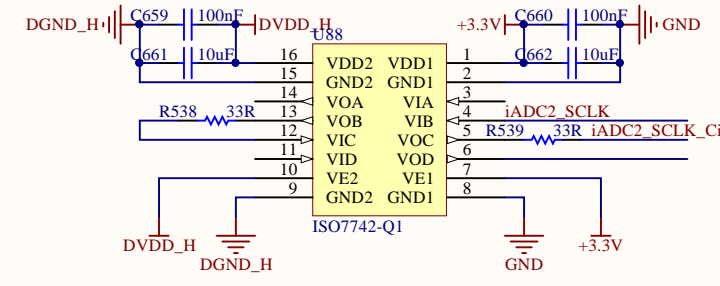 C659 100nF
DGND_H DVDD_H
C661 10uF
C660 100nF
+3.3V GND
C662 10uF
U88
16 VDD2 VDD1 1
15 GND2 GND1 2
14 VOA VIA 3
13 VOB VIB 4
12 VIC VOC 5
11 VID VOD 6
10 VE2 VE1 7
9 GND2 GND1 8
R538 33R
iADC2_SCLK
R539 33R iADC2_SCLK_Ci
ISO7742-Q1
DVDD_H
DGND_H
GND
+3.3V